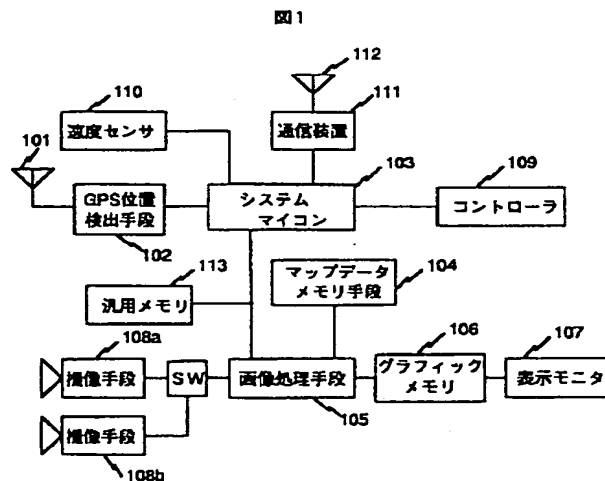 図1
112
110
111
速度センサ
通信装置
101
103
109
GPS位置
検出手段
システム
マイコン
コントローラ
102
113
104
汎用メモリ
マップデータ
メモリ手段
108a
106
107
撮像手段
SW
画像処理手段
グラフィック
メモリ
表示モニタ
105
撮像手段
108b